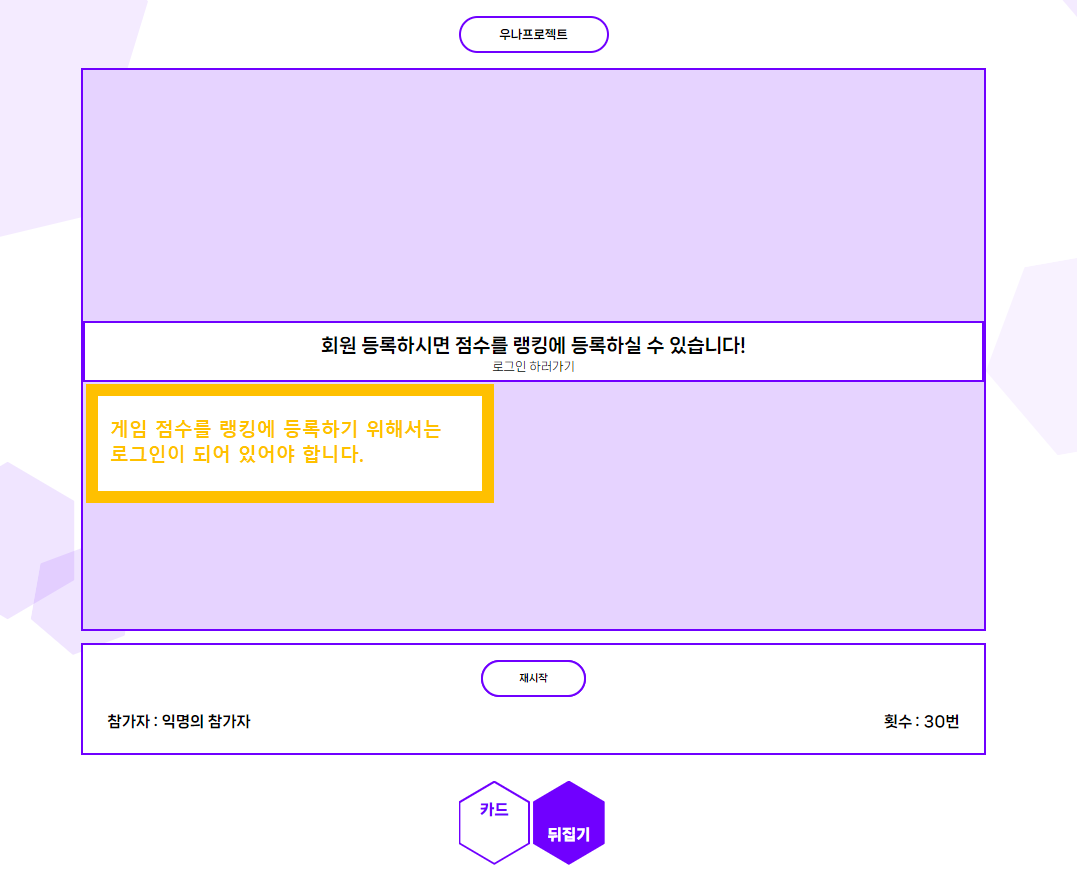 우나프로젝트
회원 등록하시면 점수를 랭킹에 등록하실 수 있습니다!
로그인 하러가기
게임 점수를 랭킹에 등록하기 위해서는
로그인이 되어 있어야 합니다.
재시작
참가자 : 익명의 참가자
횟수 : 30번
카드
뒤집기